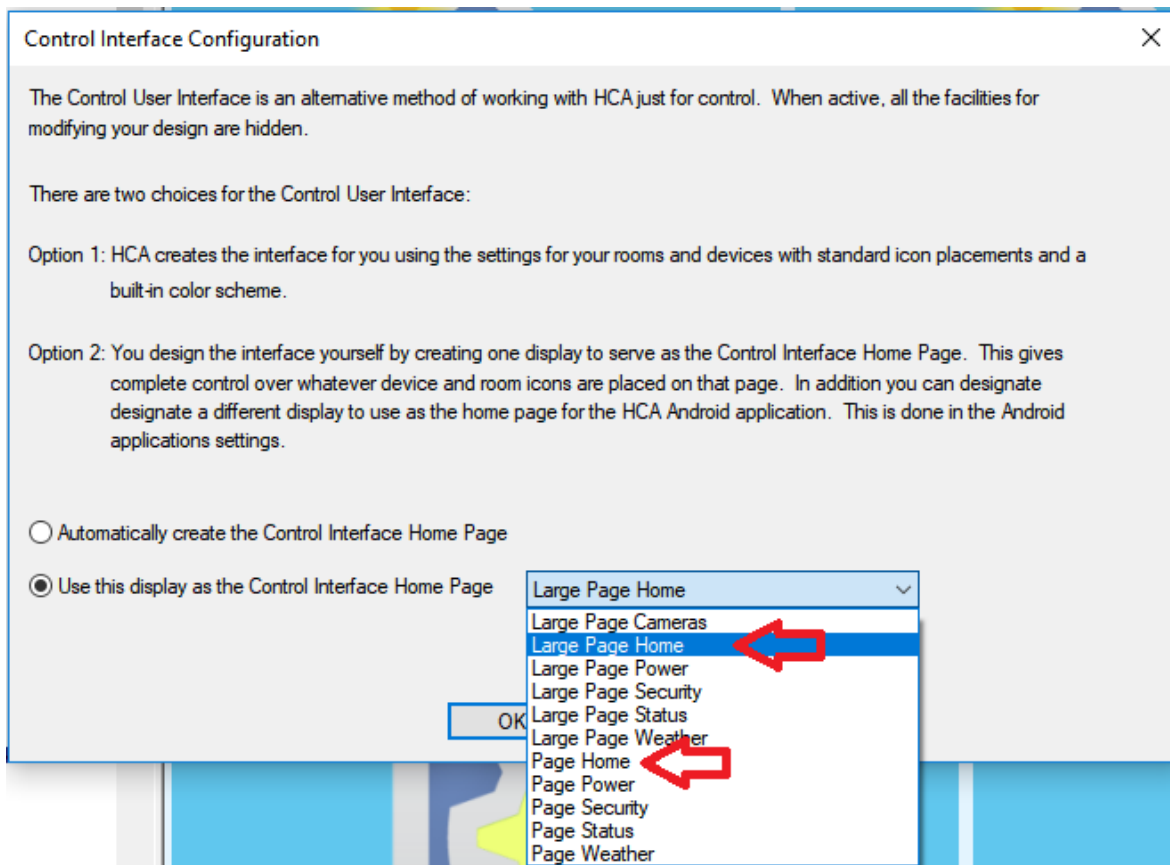 Control Interface Configuration
The Control User Interface is an alternative method of working with HCA just for control. When active, all the facilities for
modifying your design are hidden.
There are two choices for the Control User Interface:
Option 1: HCA creates the interface for you using the settings for your rooms and devices with standard icon placements and a
built-in color scheme.
Option 2: You design the interface yourself by creating one display to serve as the Control Interface Home Page. This gives
complete control over whatever device and room icons are placed on that page. In addition you can designate
designate a different display to use as the home page for the HCA Android application. This is done in the Android
applications settings.
Automatically create the Control Interface Home Page
Use this display as the Control Interface Home Page
Large Page Home
Large Page Cameras
Large Page Home
Large Page Power
Large Page Security
OK
Large Page Status
Large Page Weather
Page Home
Page Power
Page Security
Page Status
Page Weather